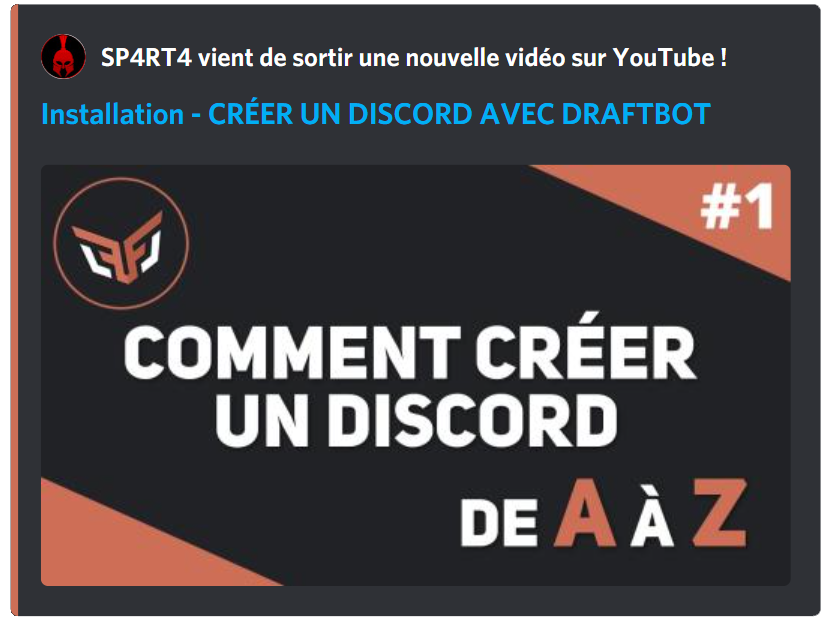 SP4RT4 vient de sortir une nouvelle vidéo sur YouTube !
Installation - CRÉER UN DISCORD AVEC DRAFTBOT
#1
COMMENT CRÉER
UN DISCORD
DE A À Z